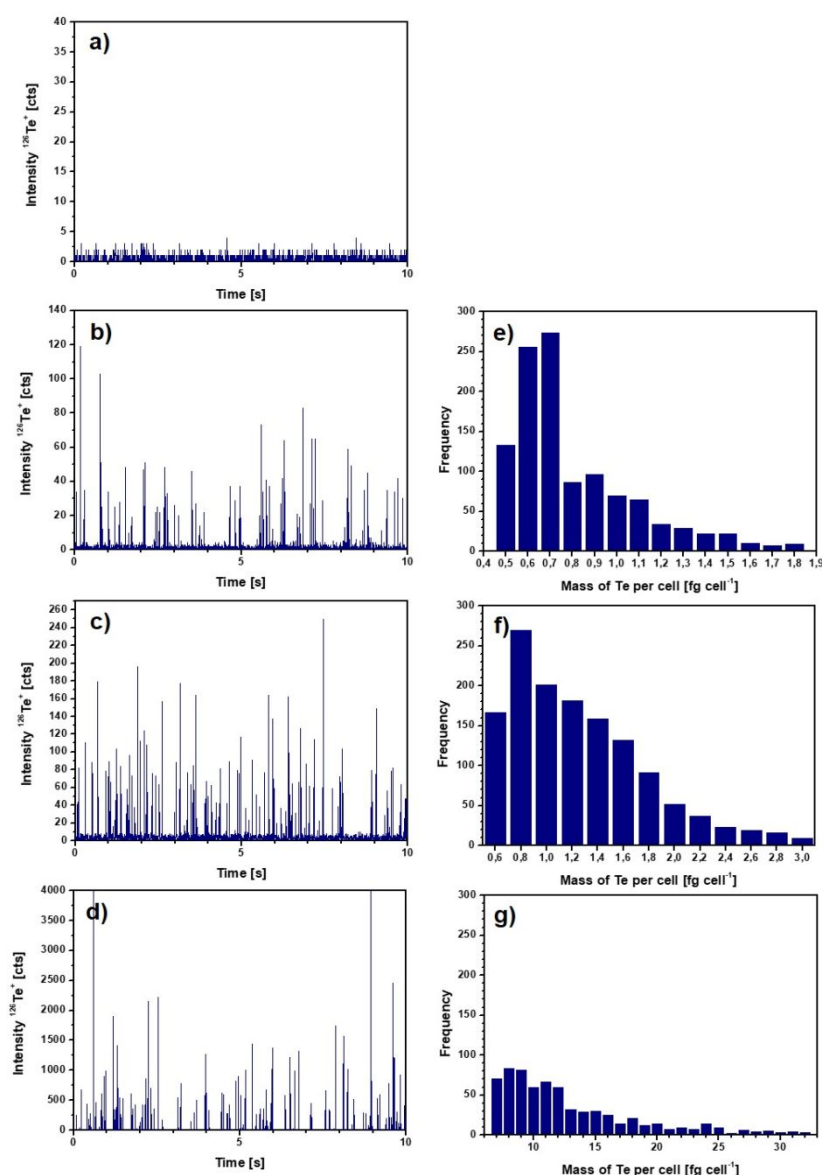 a)
Intensity ¹²⁶Te⁺ [cts]
40
35
30
25
20
15
10
5
0
0 5 10
Time [s]
b)
Intensity ¹²⁶Te⁺ [cts]
140
120
100
80
60
40
20
0
0 5 10
Time [s]
e)
Frequency
300
250
200
150
100
50
0
0,4 0,5 0,6 0,7 0,8 0,9 1,0 1,1 1,2 1,3 1,4 1,5 1,6 1,7 1,8 1,9
Mass of Te per cell [fg cell⁻¹]
c)
Intensity ¹²⁶Te⁺ [cts]
260
240
220
200
180
160
140
120
100
80
60
40
20
0
0 5 10
Time [s]
f)
Frequency
300
250
200
150
100
50
0
0,6 0,8 1,0 1,2 1,4 1,6 1,8 2,0 2,2 2,4 2,6 2,8 3,0
Mass of Te per cell [fg cell⁻¹]
d)
Intensity ¹²⁶Te⁺ [cts]
4000
3500
3000
2500
2000
1500
1000
500
0
0 5 10
Time [s]
g)
Frequency
300
250
200
150
100
50
0
10 15 20 25 30
Mass of Te per cell [fg cell⁻¹]